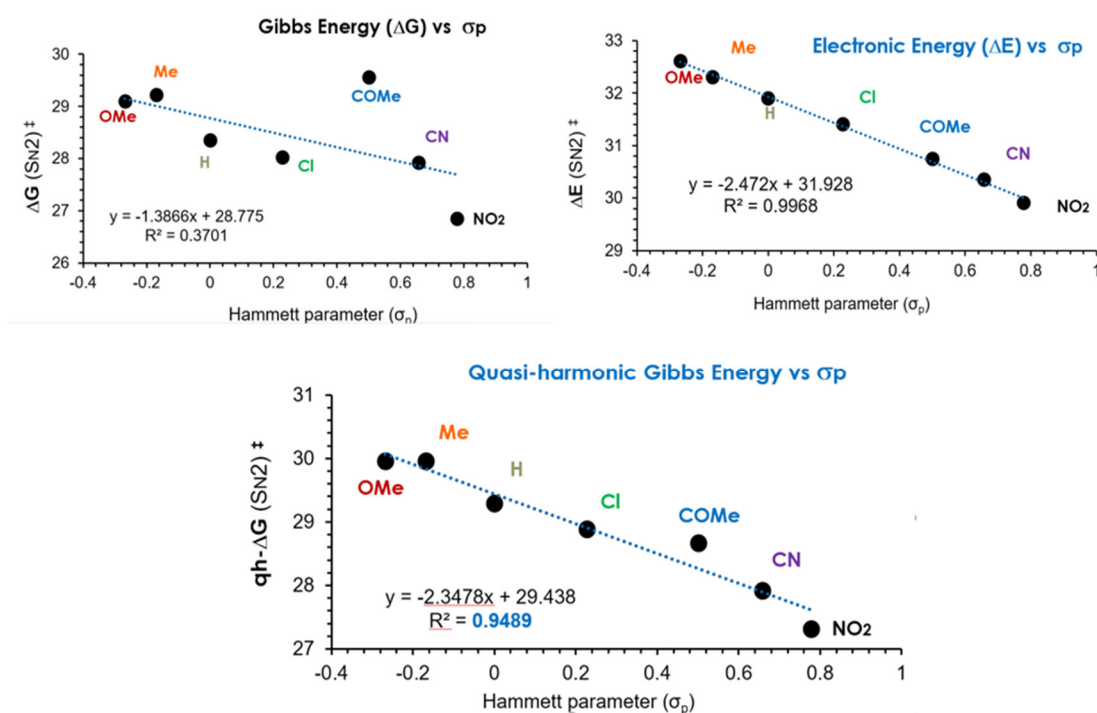 Gibbs Energy (ΔG) vs σp
30
29
28
27
26
ΔG (SN2) ‡
Me
OMe
COMe
H
Cl
CN
NO2
y = -1.3866x + 28.775
R² = 0.3701
-0.4 -0.2 0 0.2 0.4 0.6 0.8 1
Hammett parameter (σp)
Electronic Energy (ΔE) vs σp
33
32
31
30
29
ΔE (SN2) ‡
Me
OMe
H
Cl
COMe
CN
NO2
y = -2.472x + 31.928
R² = 0.9968
-0.4 -0.2 0 0.2 0.4 0.6 0.8 1
Hammett parameter (σp)
Quasi-harmonic Gibbs Energy vs σp
31
30
29
28
27
qh-ΔG (SN2) ‡
Me
OMe
H
Cl
COMe
CN
NO2
y = -2.3478x + 29.438
R² = 0.9489
-0.4 -0.2 0 0.2 0.4 0.6 0.8 1
Hammett parameter (σp)